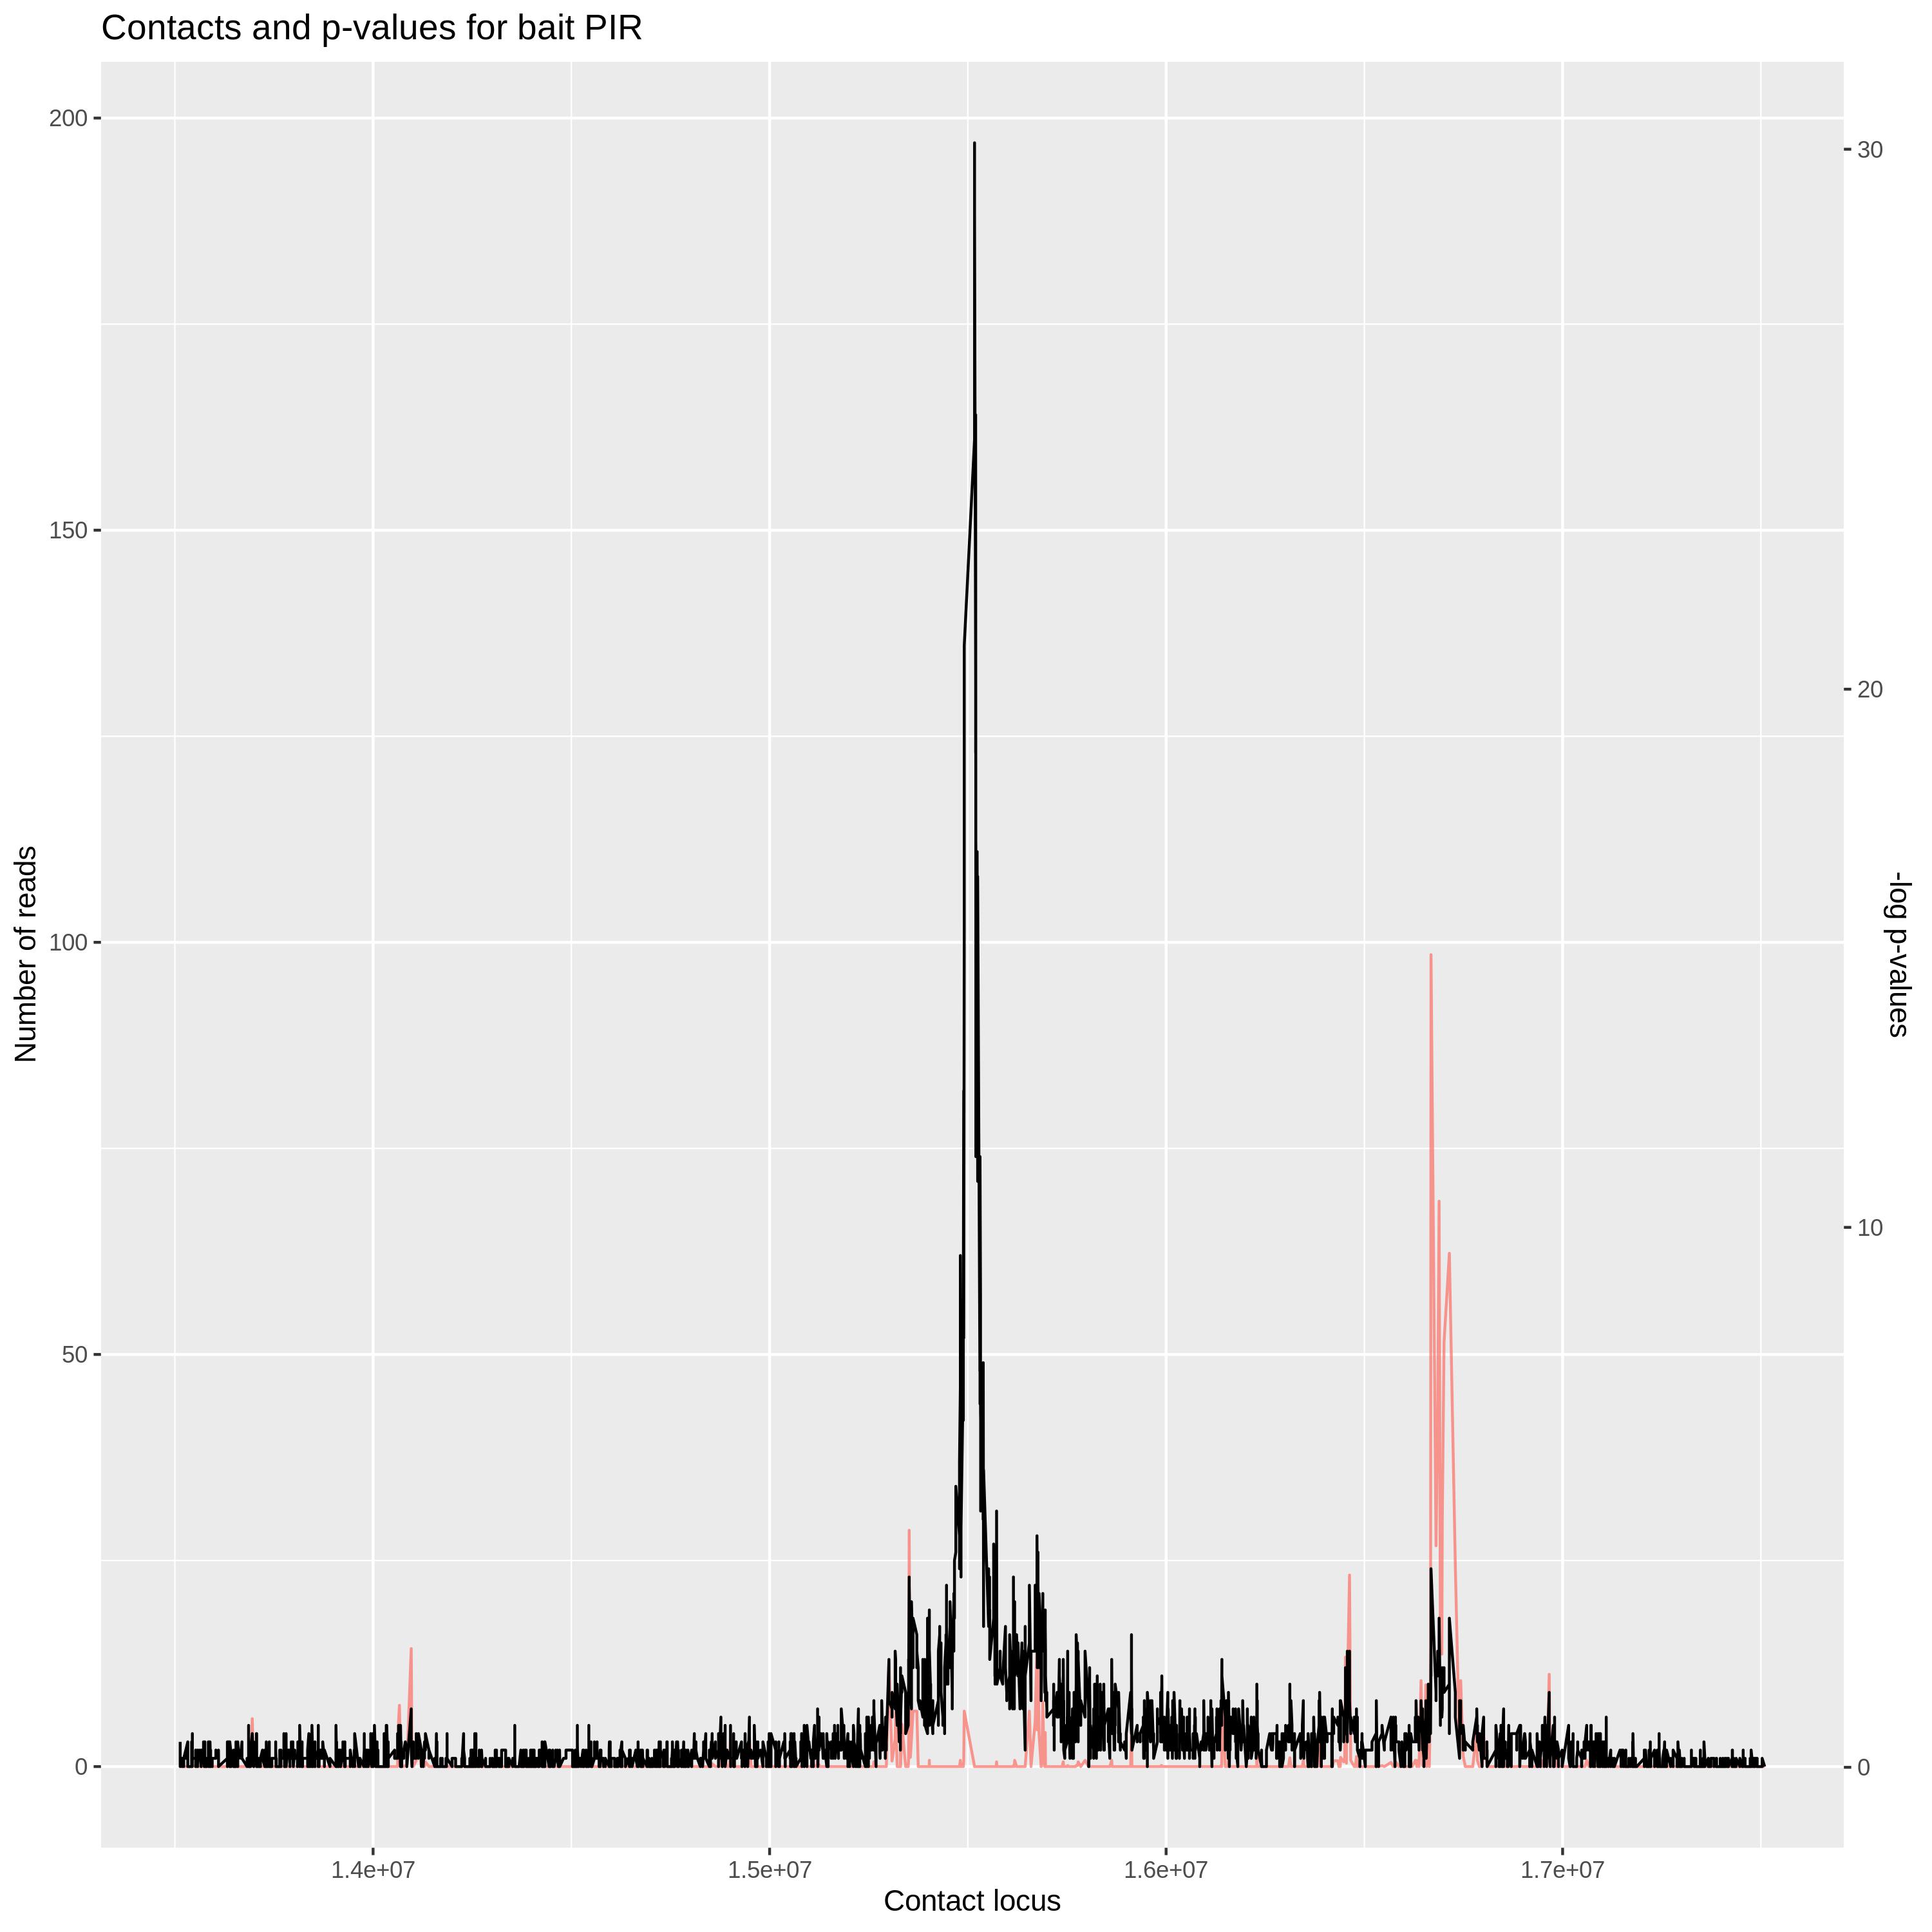 Contacts and p-values for bait PIR
200
150
100
50
0
30
20
10
0
Number of reads
-log p-values
1.4e+07
1.5e+07
1.6e+07
1.7e+07
Contact locus